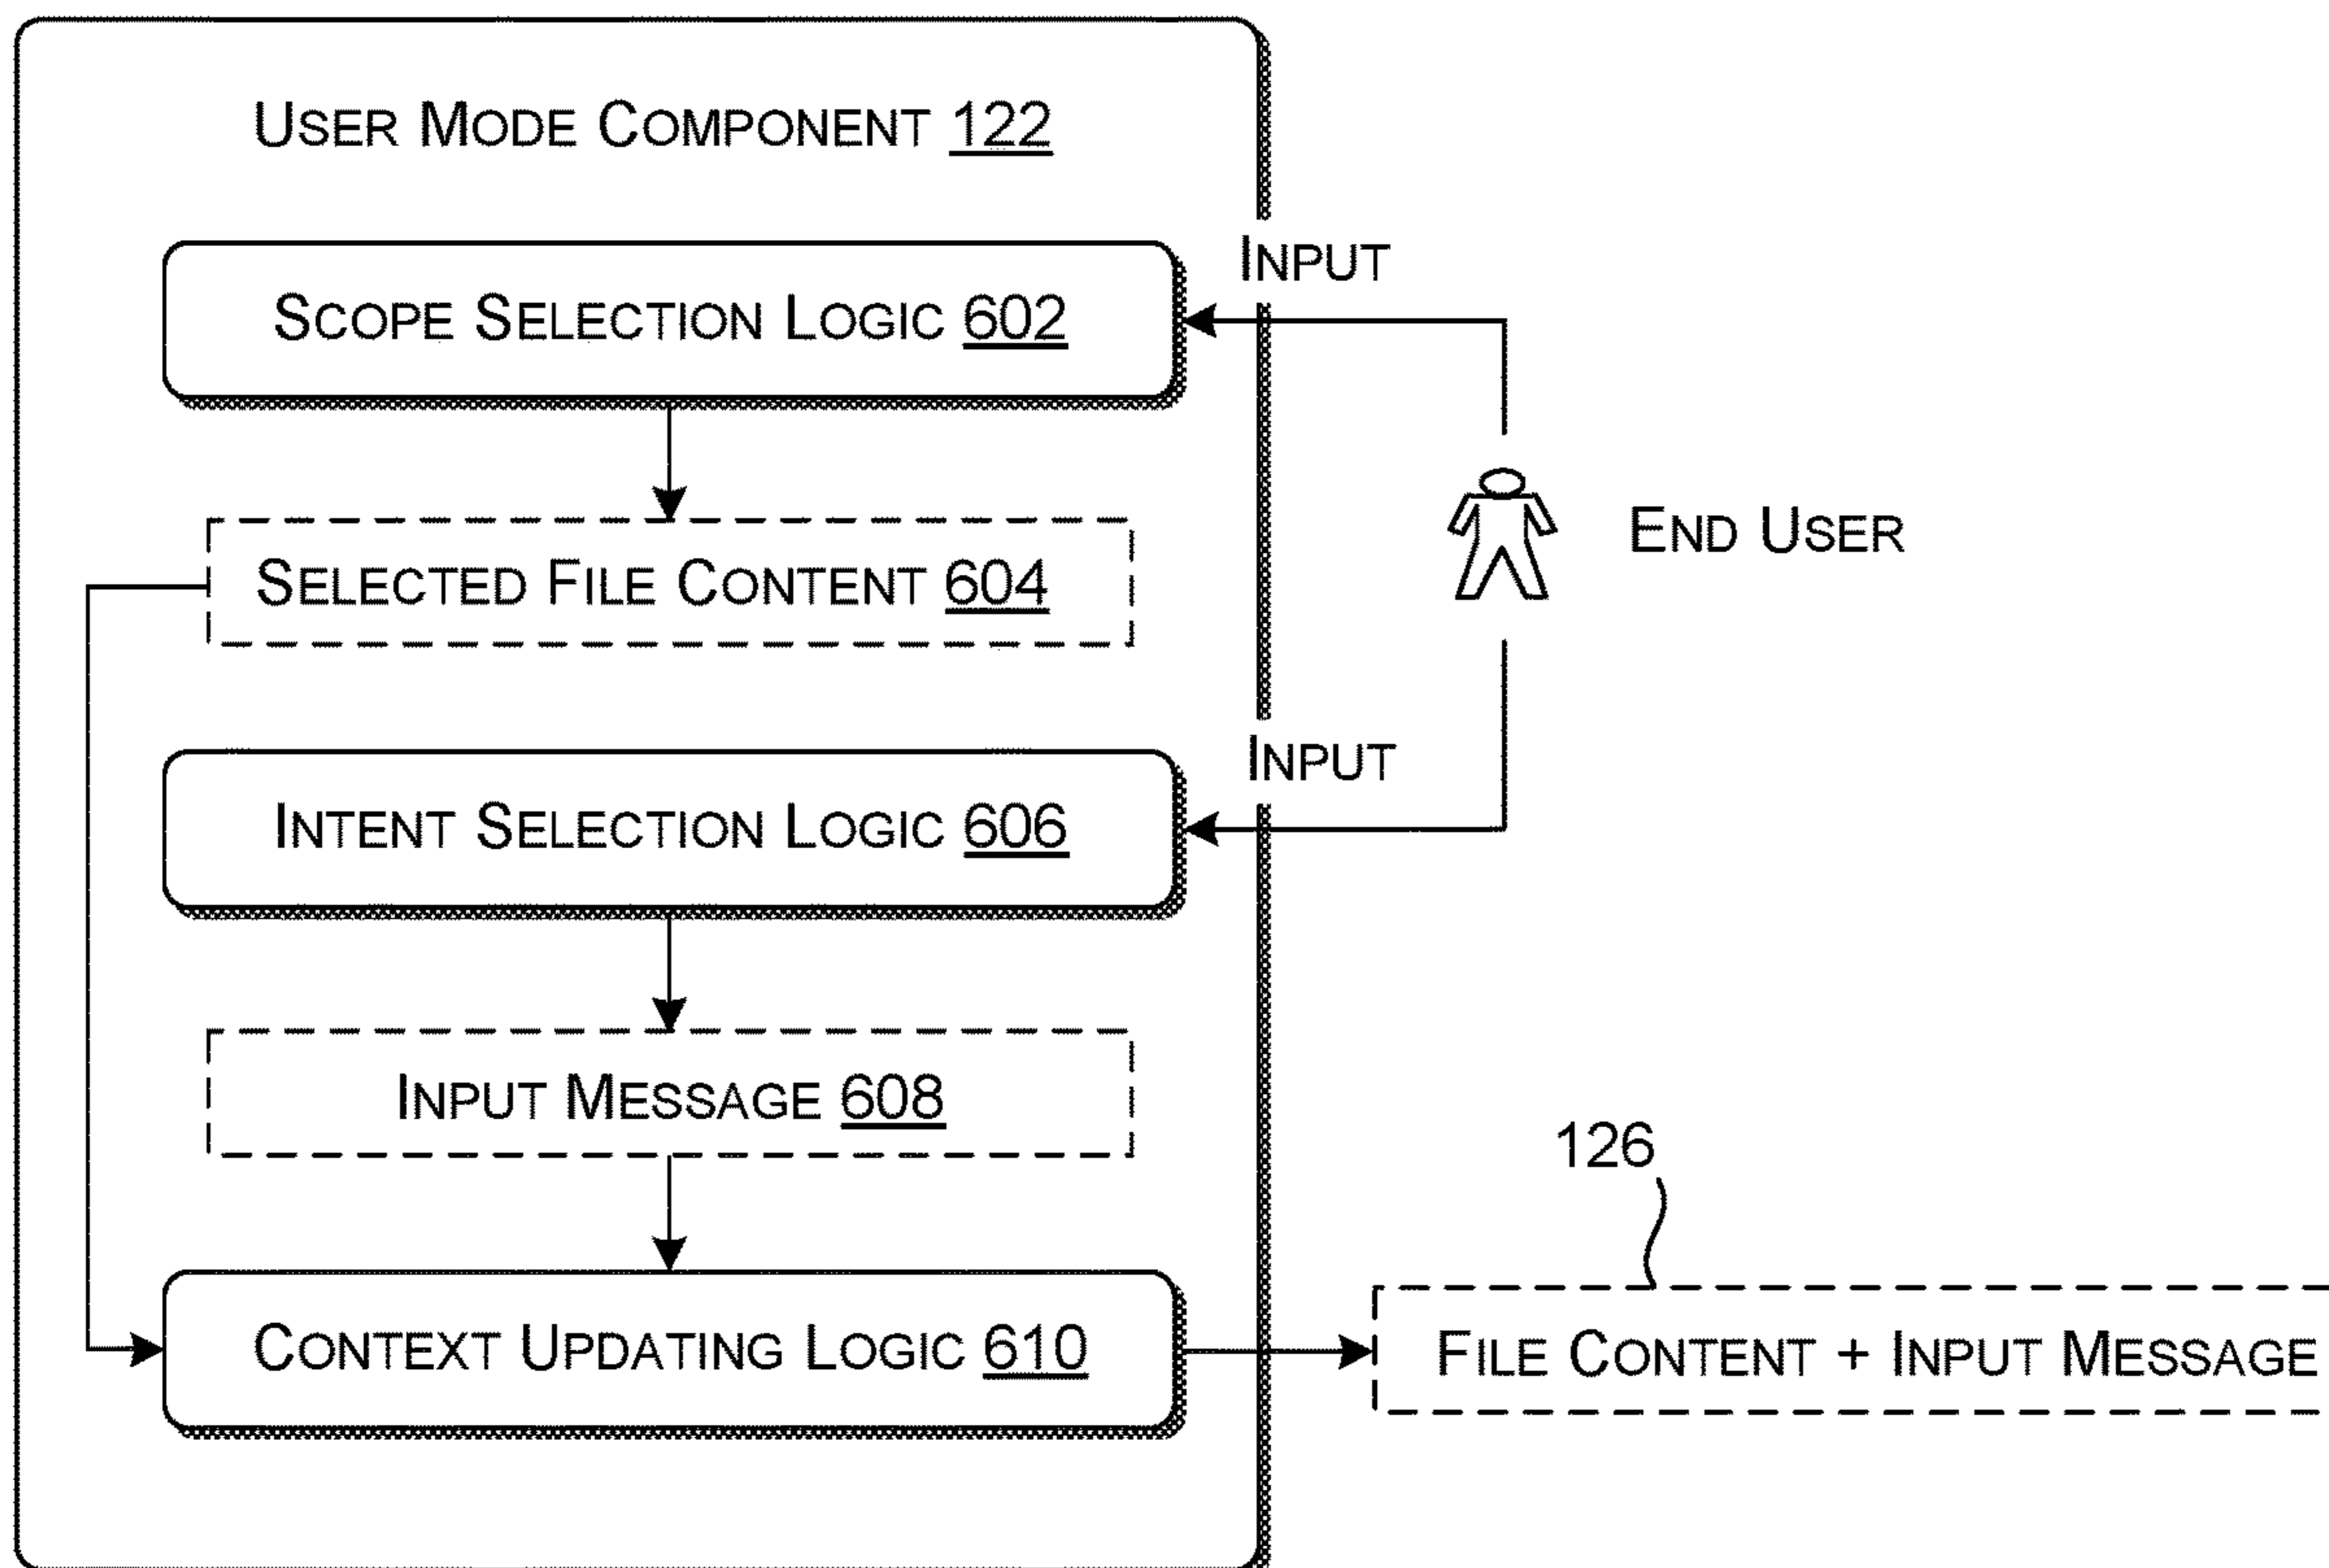 USER MODE COMPONENT 122
INPUT
SCOPE SELECTION LOGIC 602
END USER
SELECTED FILE CONTENT 604
INPUT
INTENT SELECTION LOGIC 606
INPUT MESSAGE 608
126
CONTEXT UPDATING LOGIC 610
FILE CONTENT + INPUT MESSAGE